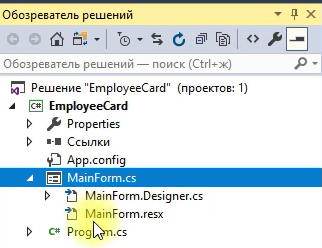 Обозреватель решений
Обозреватель решений — поиск (Ctrl+ж)
Решение "EmployeeCard" (проектов: 1)
C# EmployeeCard
Properties
Ссылки
App.config
MainForm.cs
MainForm.Designer.cs
MainForm.resx
C# Program.cs